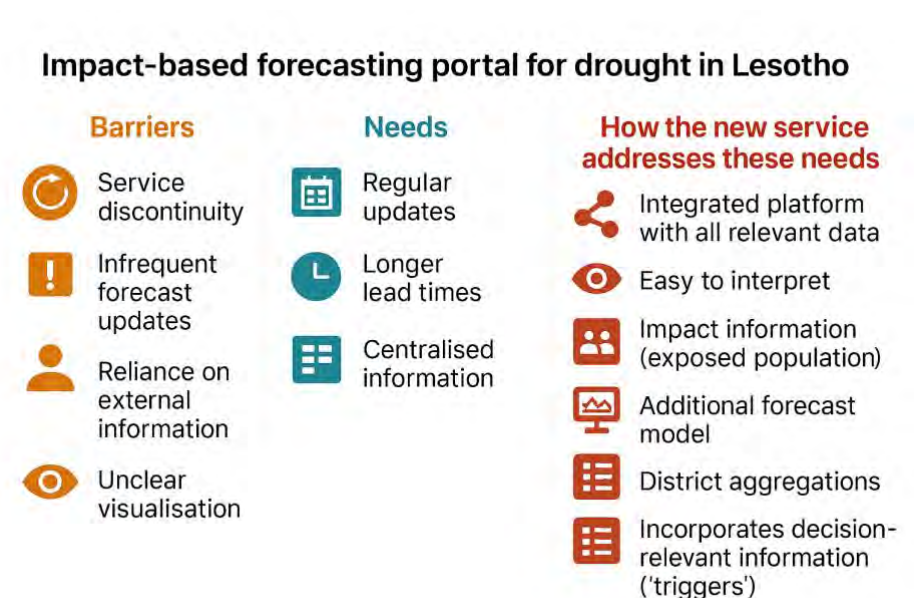 Impact-based forecasting portal for drought in Lesotho
Barriers
Service
discontinuity
Infrequent
forecast
updates
Reliance on
external
information
Unclear
visualisation
Needs
Regular
updates
Longer
lead times
Centralised
information
How the new service
addresses these needs
Integrated platform
with all relevant data
Easy to interpret
Impact information
(exposed population)
Additional forecast
model
District aggregations
Incorporates decision-
relevant information
('triggers')